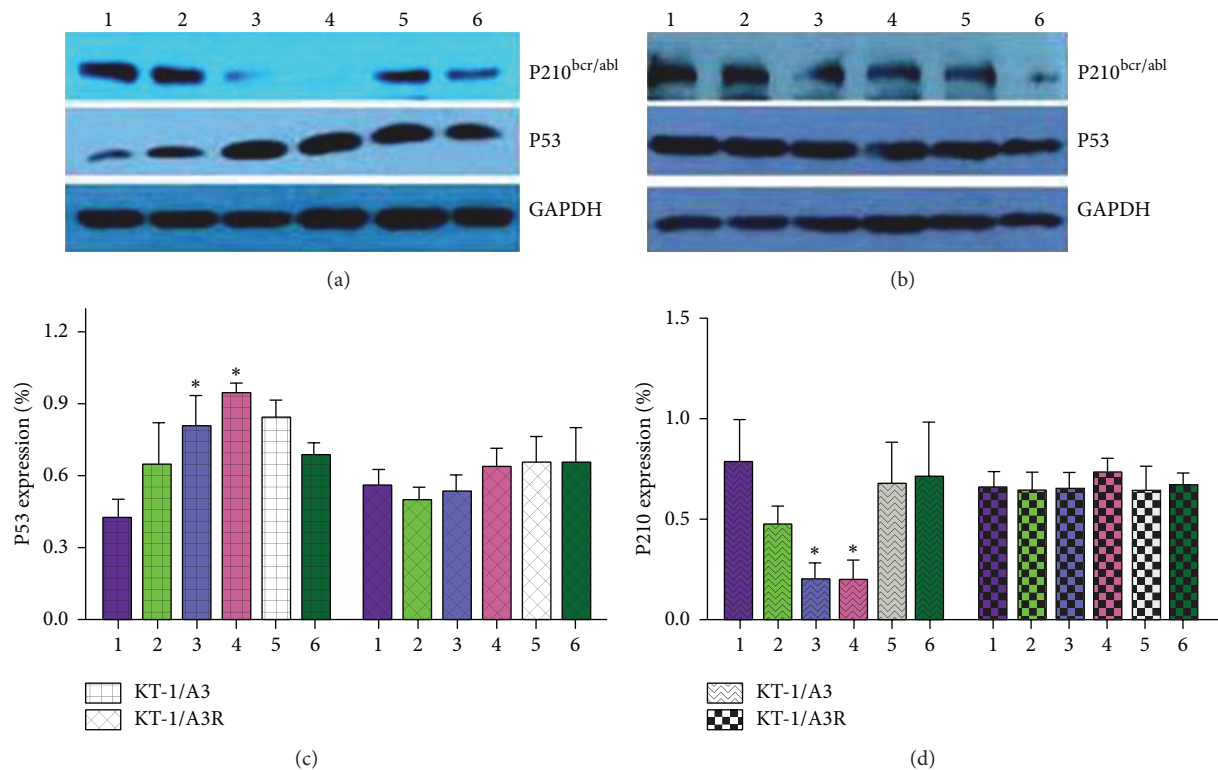 1 2 3 4 5 6
P210bcr/abl
P53
GAPDH
(a)
1 2 3 4 5 6
P210bcr/abl
P53
GAPDH
(b)
P53 expression (%)
1.2
0.9
0.6
0.3
0.0
* *
1 2 3 4 5 6 1 2 3 4 5 6
KT-1/A3
KT-1/A3R
(c)
P210 expression (%)
1.5
1.0
0.5
0.0
* *
1 2 3 4 5 6 1 2 3 4 5 6
KT-1/A3
KT-1/A3R
(d)